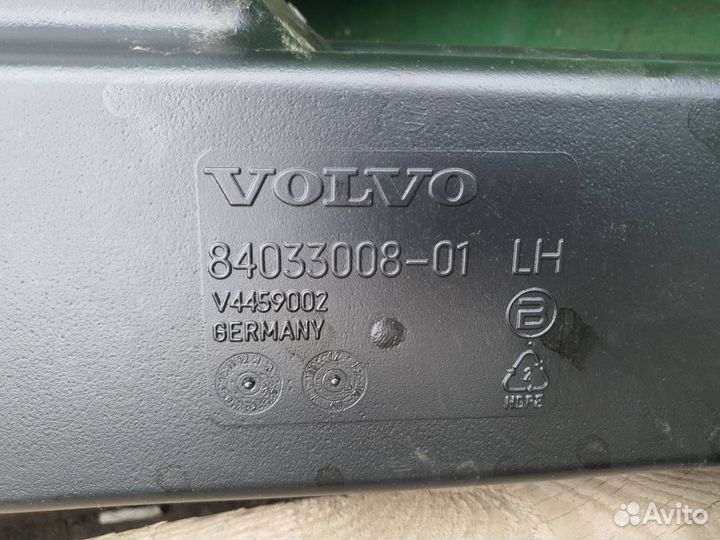 VOLVO
84033008-01 LH
V4459002
GERMANY
B
2
HDPE
Avito